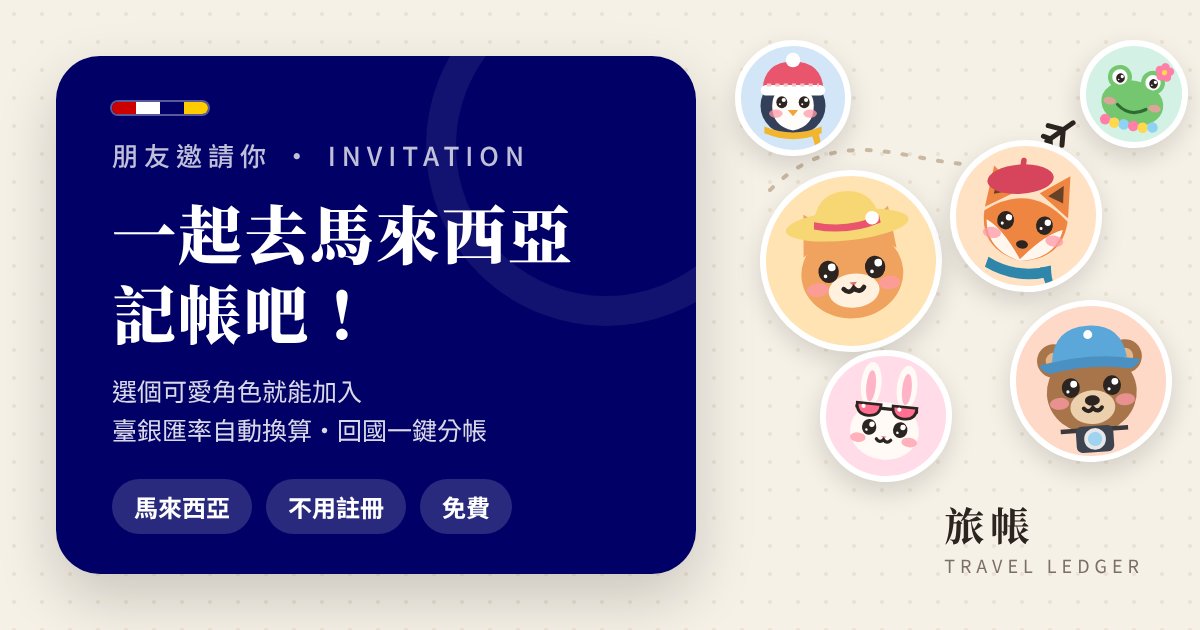 朋友邀請你 • INVITATION
一起去馬來西亞
記帳吧！
選個可愛角色就能加入
臺銀匯率自動換算・回國一鍵分帳
馬來西亞 不用註冊 免費
旅帳
TRAVEL LEDGER